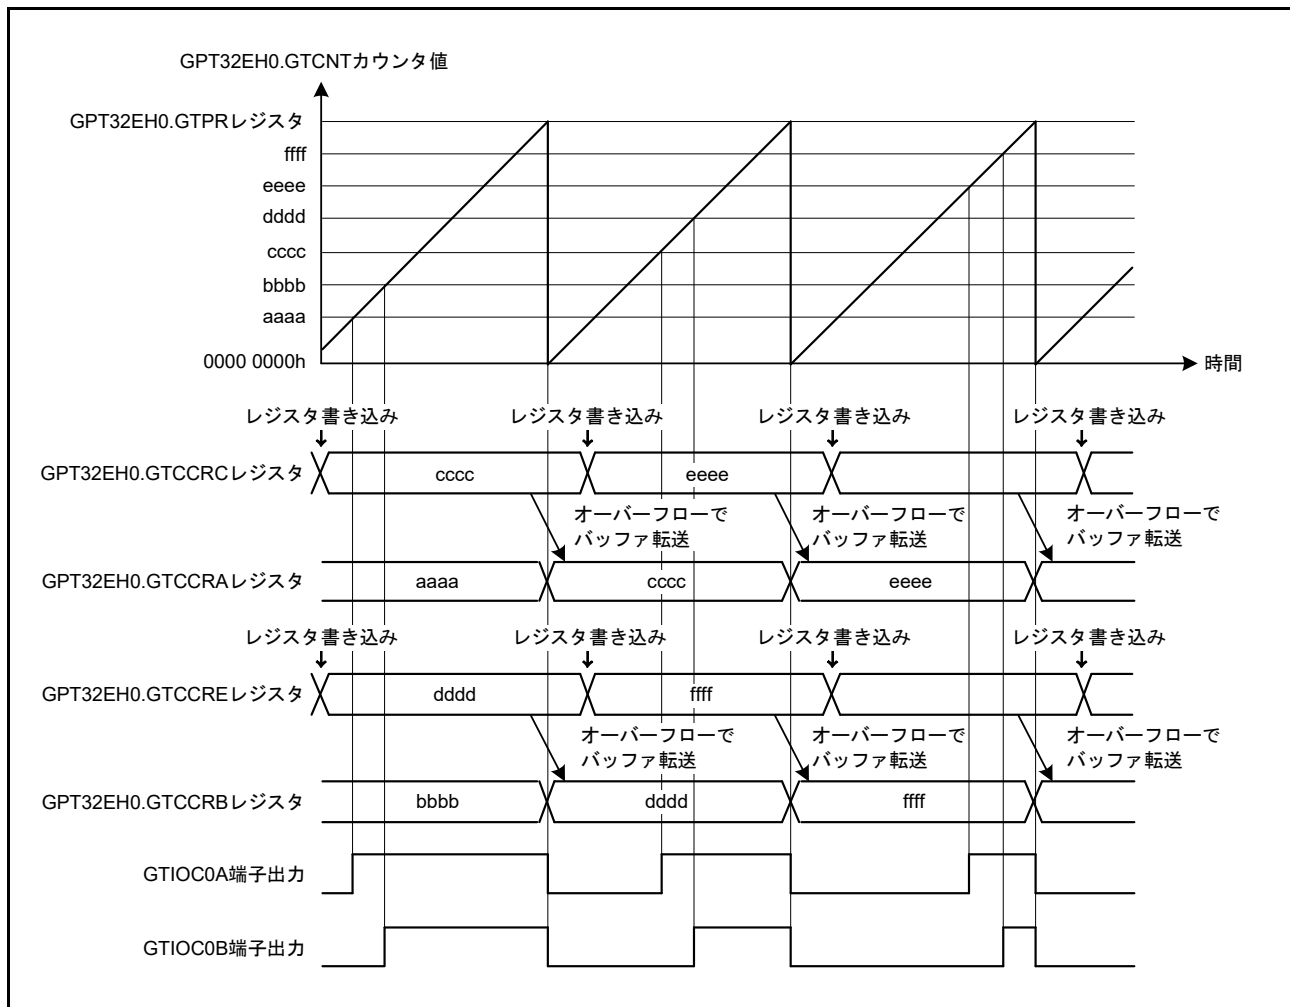 GPT32EH0.GTCNTカウンタ値
GPT32EH0.GTPRレジスタ
ffff
eeee
dddd
cccc
bbbb
aaaa
0000 0000h
時間
レジスタ書き込み
レジスタ書き込み
レジスタ書き込み
レジスタ書き込み
GPT32EH0.GTCCRCレジスタ
cccc
eeee
オーバーフローで
バッファ転送
オーバーフローで
バッファ転送
オーバーフローで
バッファ転送
GPT32EH0.GTCCRAレジスタ
aaaa
cccc
eeee
レジスタ書き込み
レジスタ書き込み
レジスタ書き込み
レジスタ書き込み
GPT32EH0.GTCCREレジスタ
dddd
ffff
オーバーフローで
バッファ転送
オーバーフローで
バッファ転送
オーバーフローで
バッファ転送
GPT32EH0.GTCCRBレジスタ
bbbb
dddd
ffff
GTIOC0A端子出力
GTIOC0B端子出力